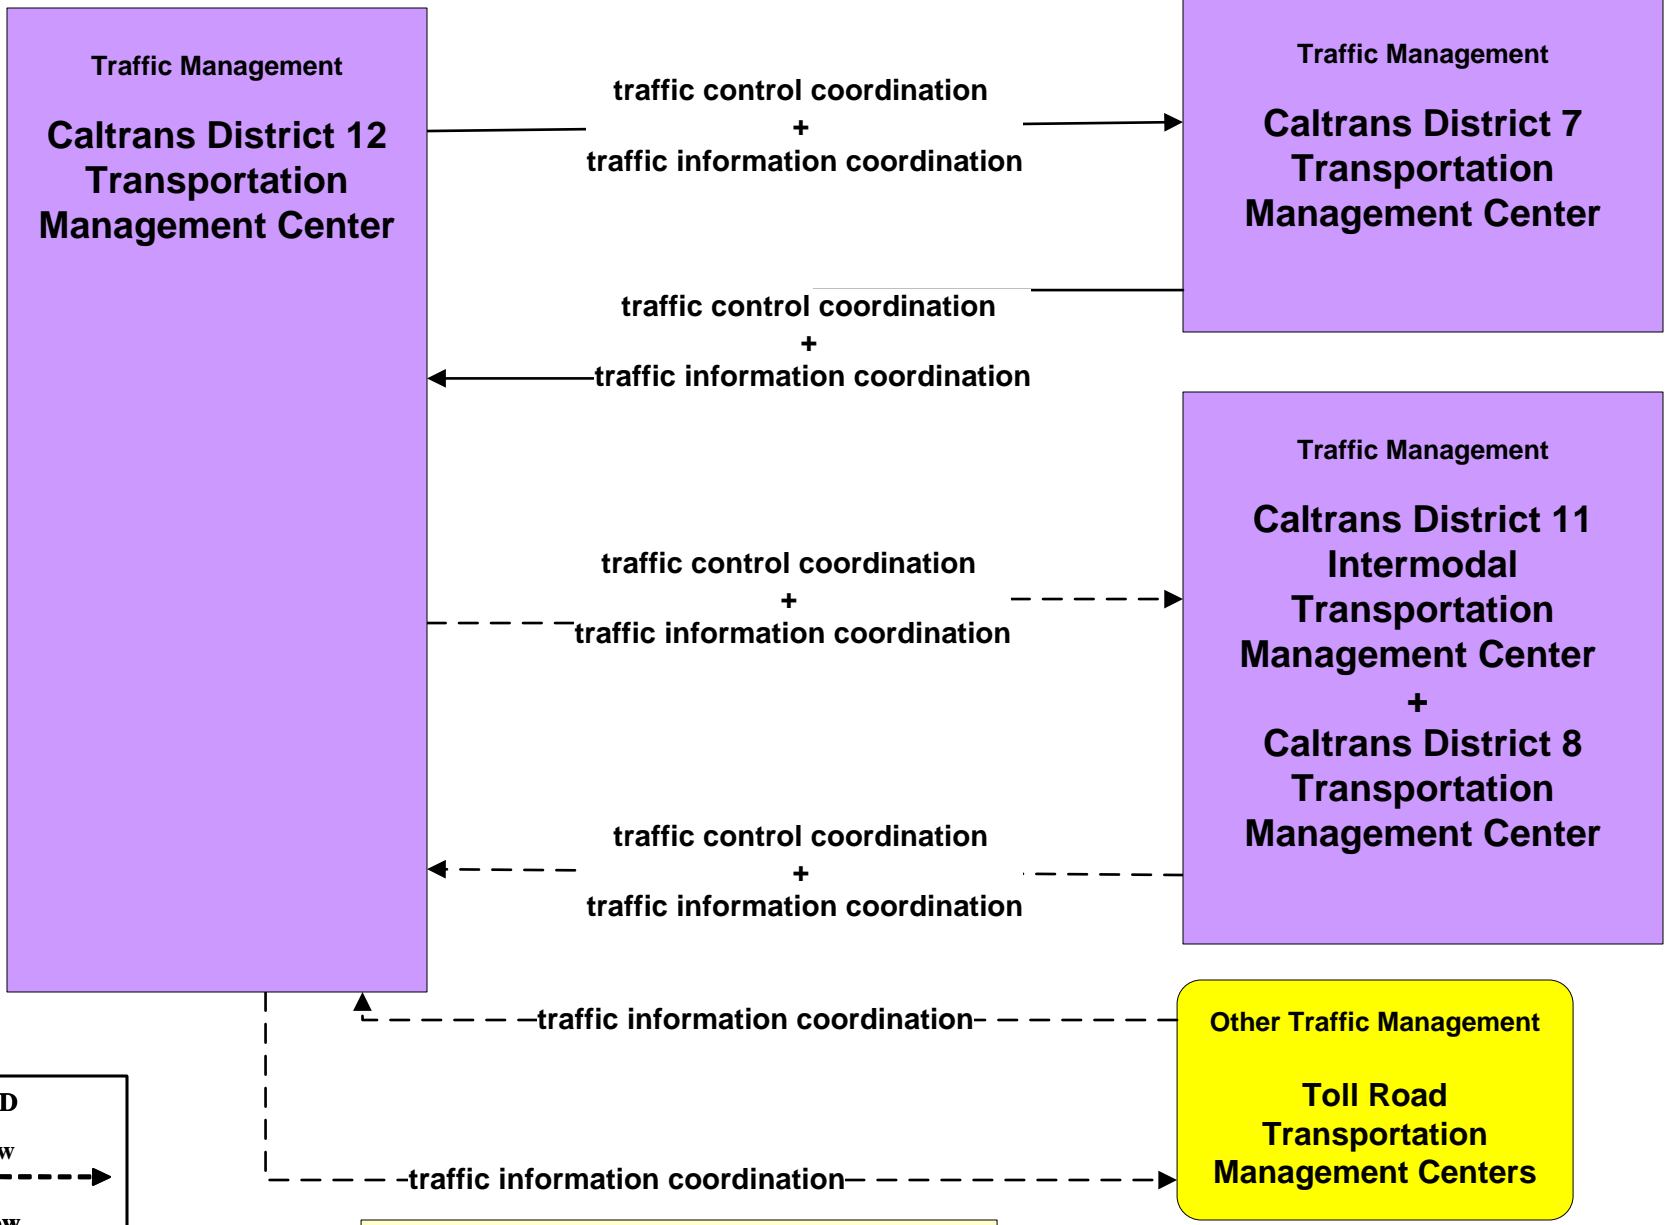 Traffic Management
Caltrans District 12
Transportation
Management Center
traffic control coordination
+
traffic information coordination
Traffic Management
Caltrans District 7
Transportation
Management Center
traffic control coordination
+
traffic information coordination
Traffic Management
Caltrans District 11
Intermodal
Transportation
Management Center
+
Caltrans District 8
Transportation
Management Center
traffic control coordination
+
traffic information coordination
traffic control coordination
+
traffic information coordination
traffic information coordination
Other Traffic Management
Toll Road
Transportation
Management Centers
traffic information coordination
D
w